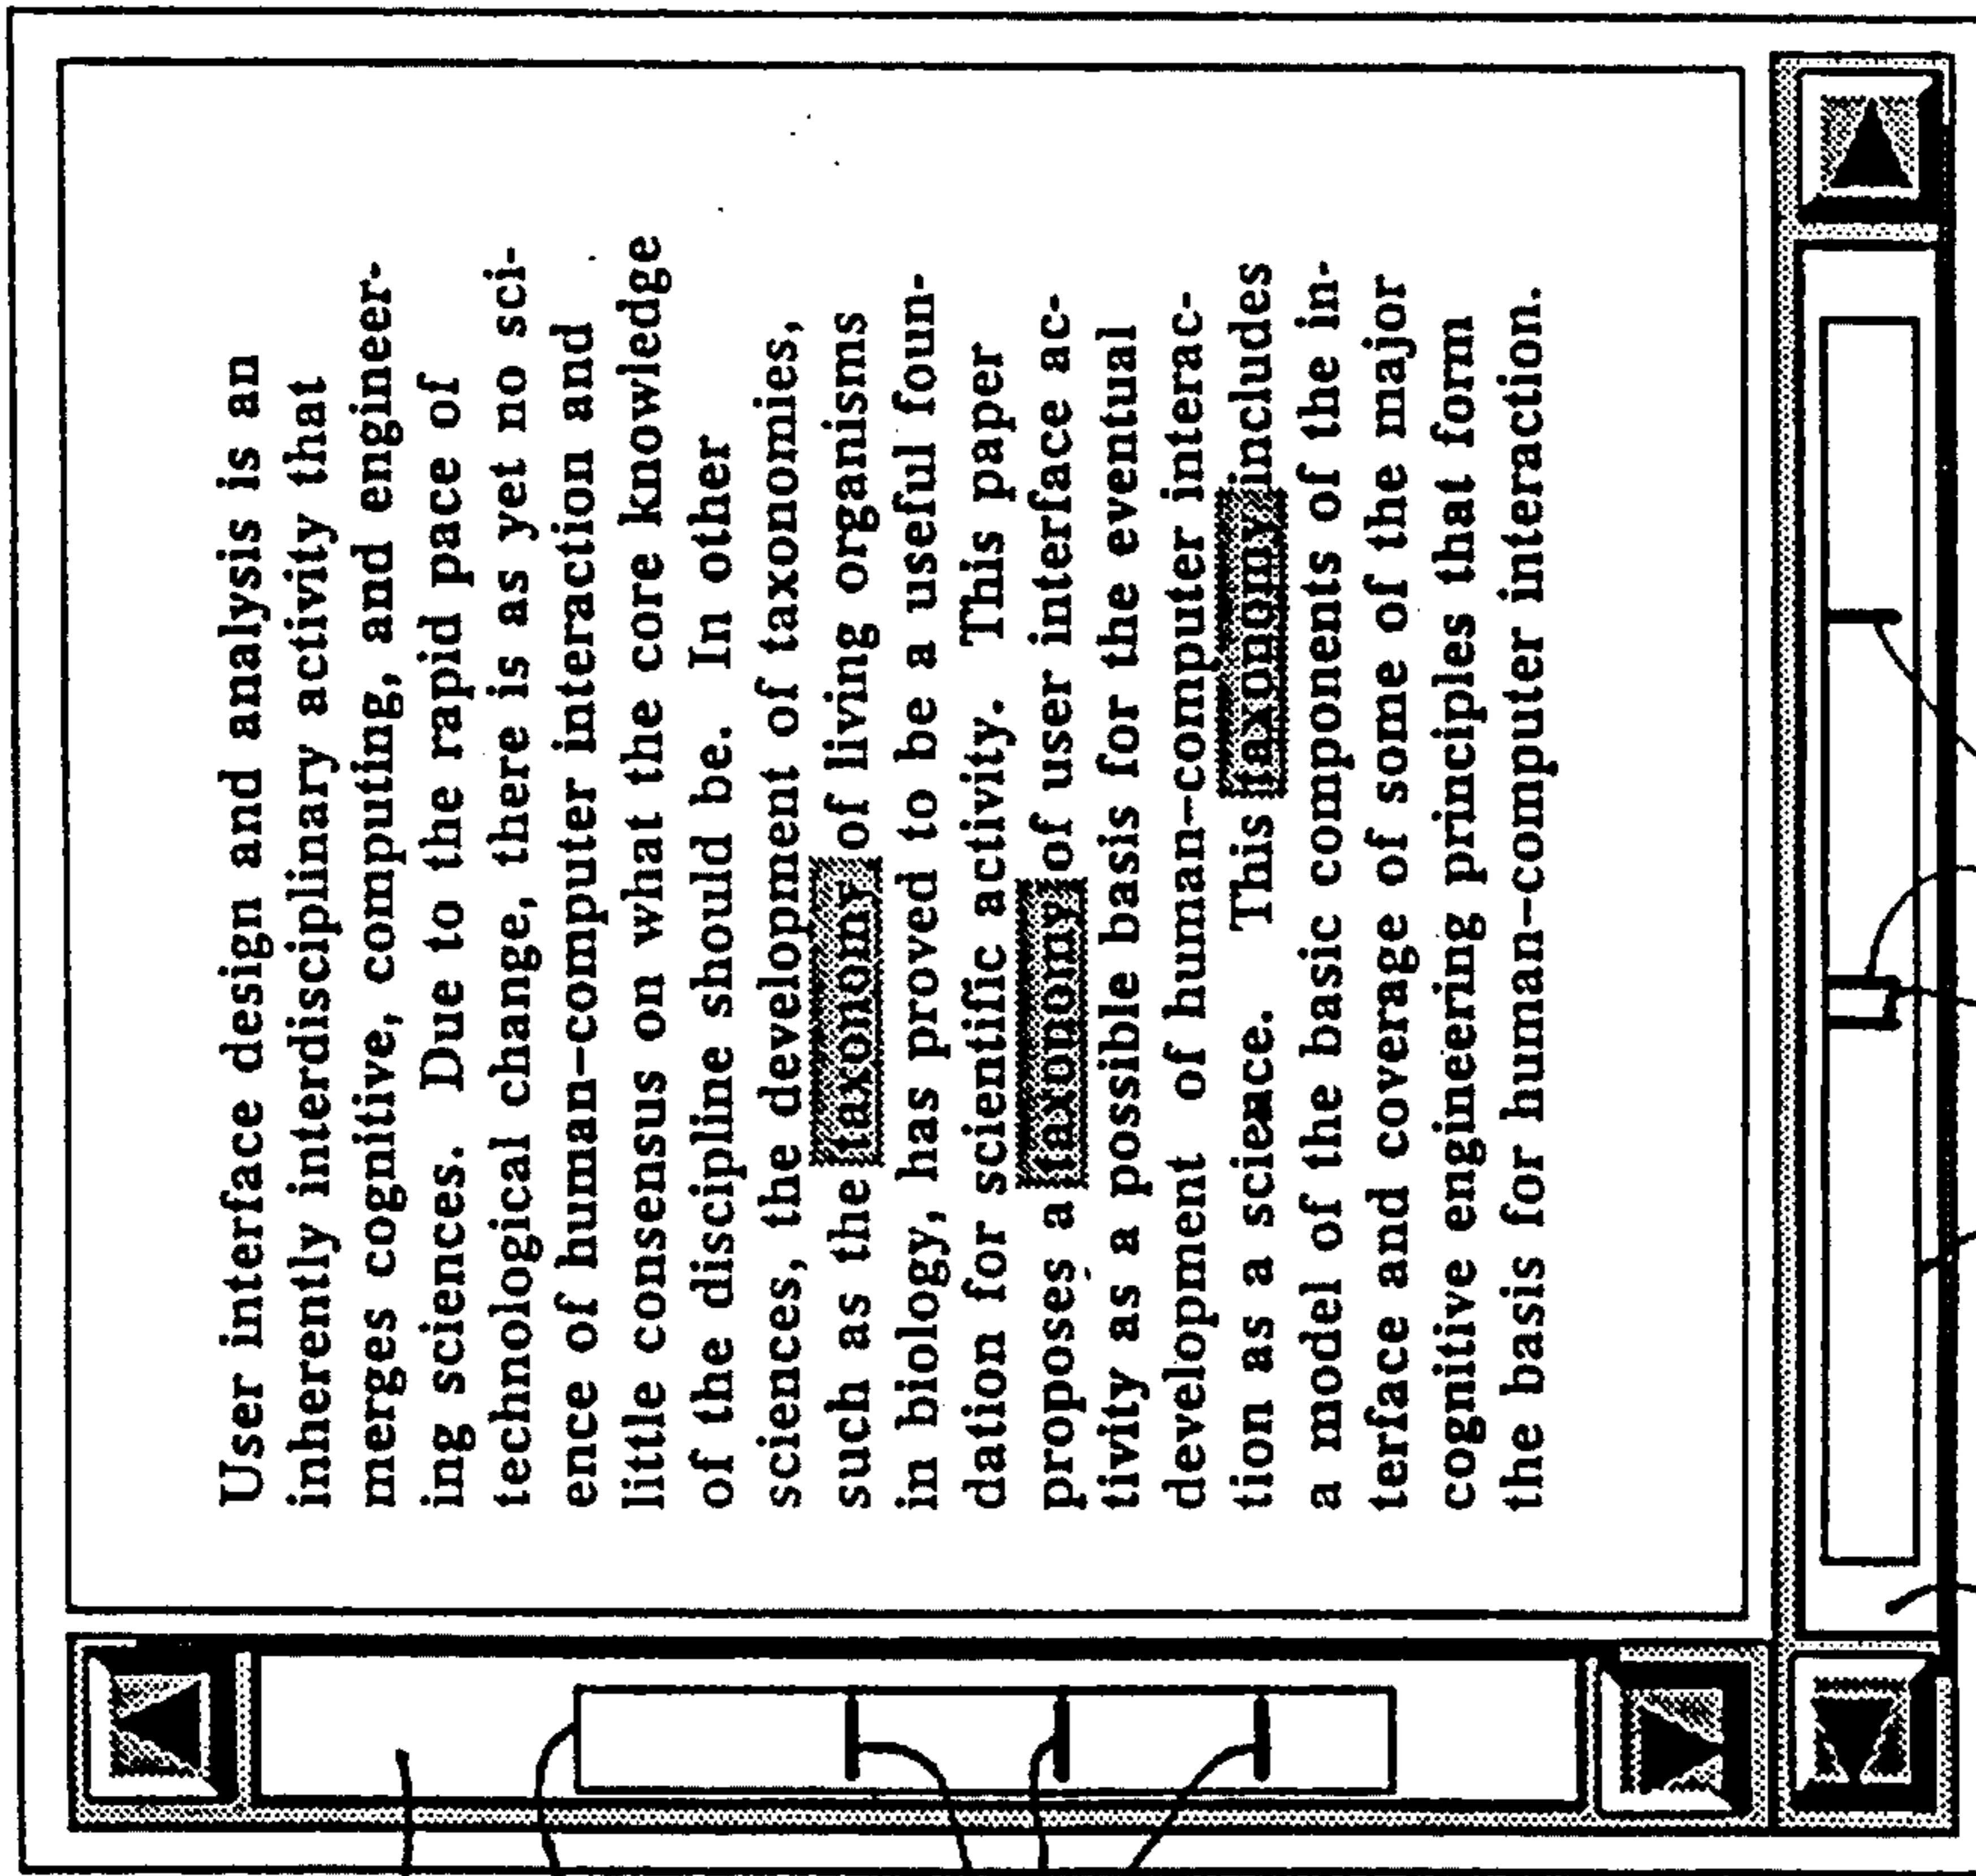 User interface design and analysis is an
inherently interdisciplinary activity that
merges cognitive, computing, and engineer-
ing sciences. Due to the rapid pace of
technological change, there is as yet no sci-
ence of human-computer interaction and
little consensus on what the core knowledge
of the discipline should be. In other
sciences, the development of taxonomies,
such as the taxonomy of living organisms
in biology, has proved to be a useful foun-
dation for scientific activity. This paper
proposes a taxonomy of user interface ac-
tivity as a possible basis for the eventual
development of human-computer interac-
tion as a science. This taxonomy includes
a model of the basic components of the in-
terface and coverage of some of the major
cognitive engineering principles that form
the basis for human-computer interaction.